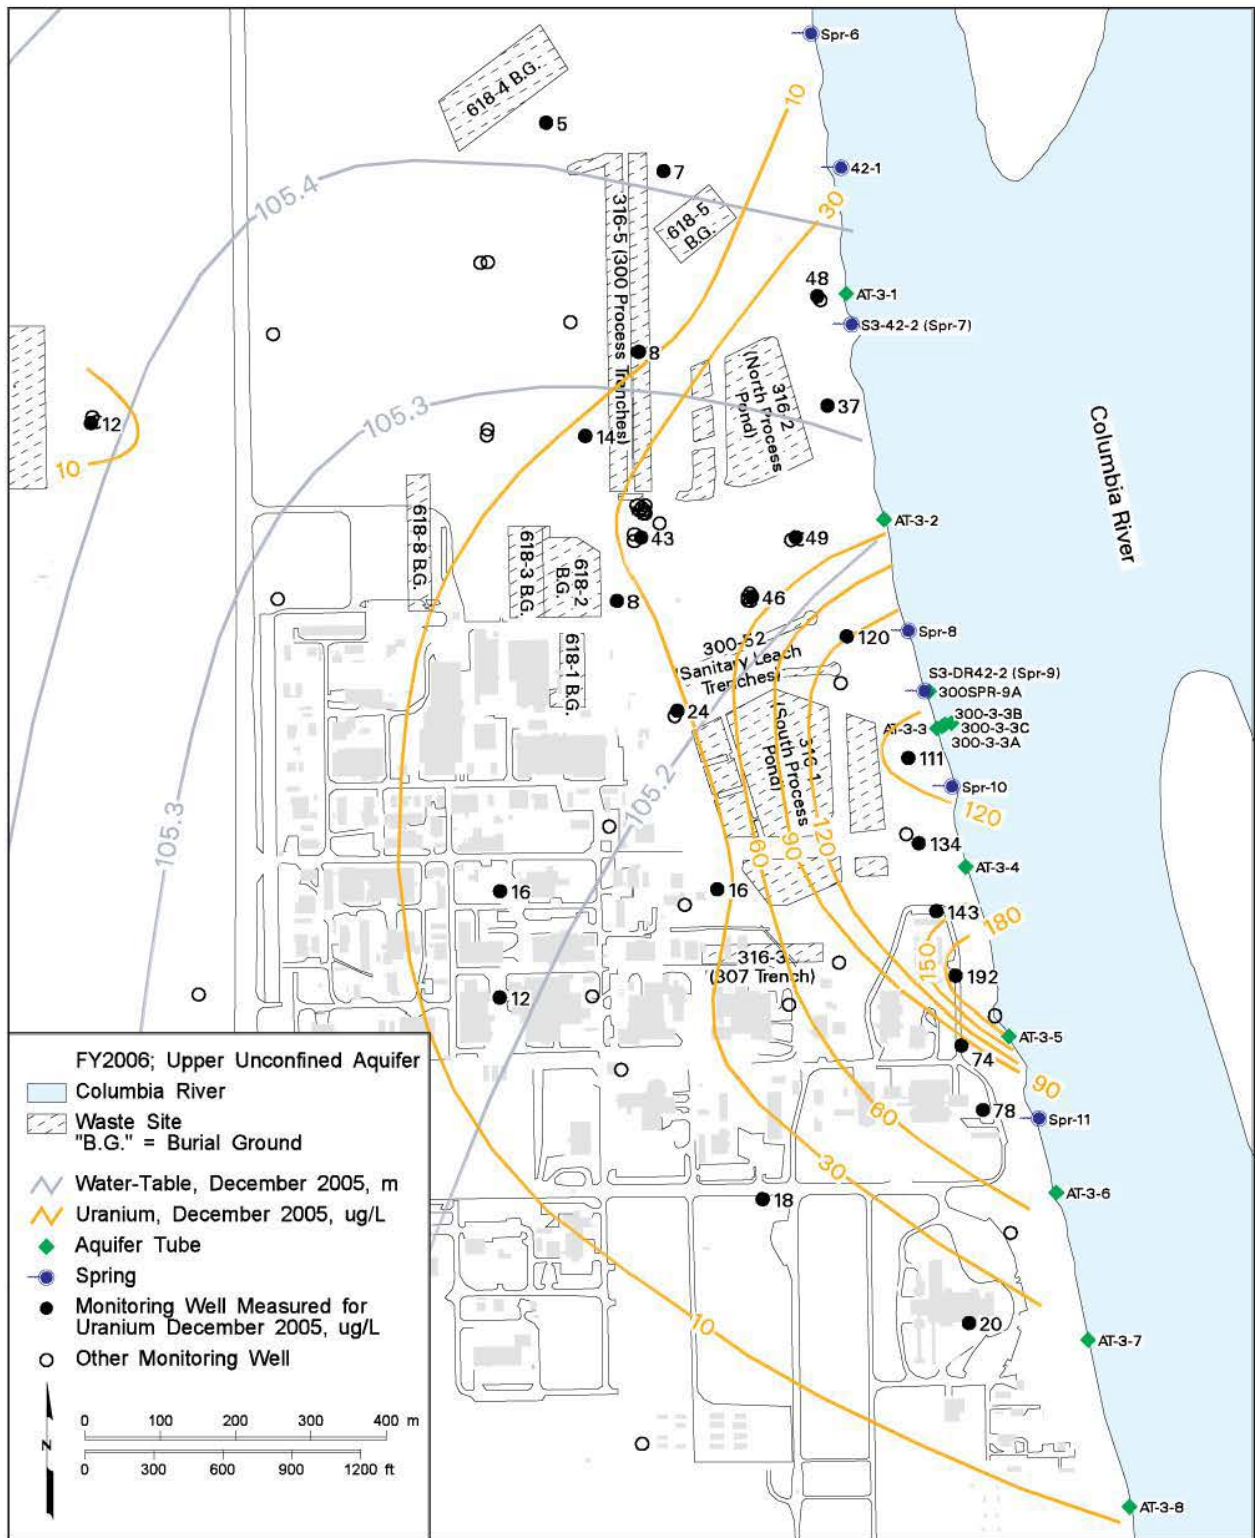 Spr-6
618-4 B.G.
5
10
42-1
7
105.4
618-5
B.G.
30
316-5 (300 Process Trenches)
48
AT-3-1
S3-42-2 (Spr-7)
8
316-2
(North Process
Pond)
37
Columbia River
105.3
12
10
14
AT-3-2
618-8 B.G.
618-3 B.G.
618-2
B.G.
43
49
8
46
120
Spr-8
300-52
(Sanitary Leach
Trenches)
618-1 B.G.
S3-DR42-2 (Spr-9)
300SPR-9A
24
300-3-3B
AT-3-3
300-3-3C
300-3-3A
316-1
(South Process
Pond)
111
105.2
Spr-10
120
105.3
60
90
120
134
AT-3-4
16
16
143
180
150
316-3
(307 Trench)
192
12
AT-3-5
74
90
78
60
Spr-11
30
18
AT-3-6
10
20
AT-3-7
AT-3-8
FY2006; Upper Unconfined Aquifer
Columbia River
Waste Site
"B.G." = Burial Ground
Water-Table, December 2005, m
Uranium, December 2005, ug/L
Aquifer Tube
Spring
Monitoring Well Measured for
Uranium December 2005, ug/L
Other Monitoring Well
N
0 100 200 300 400 m
0 300 600 900 1200 ft